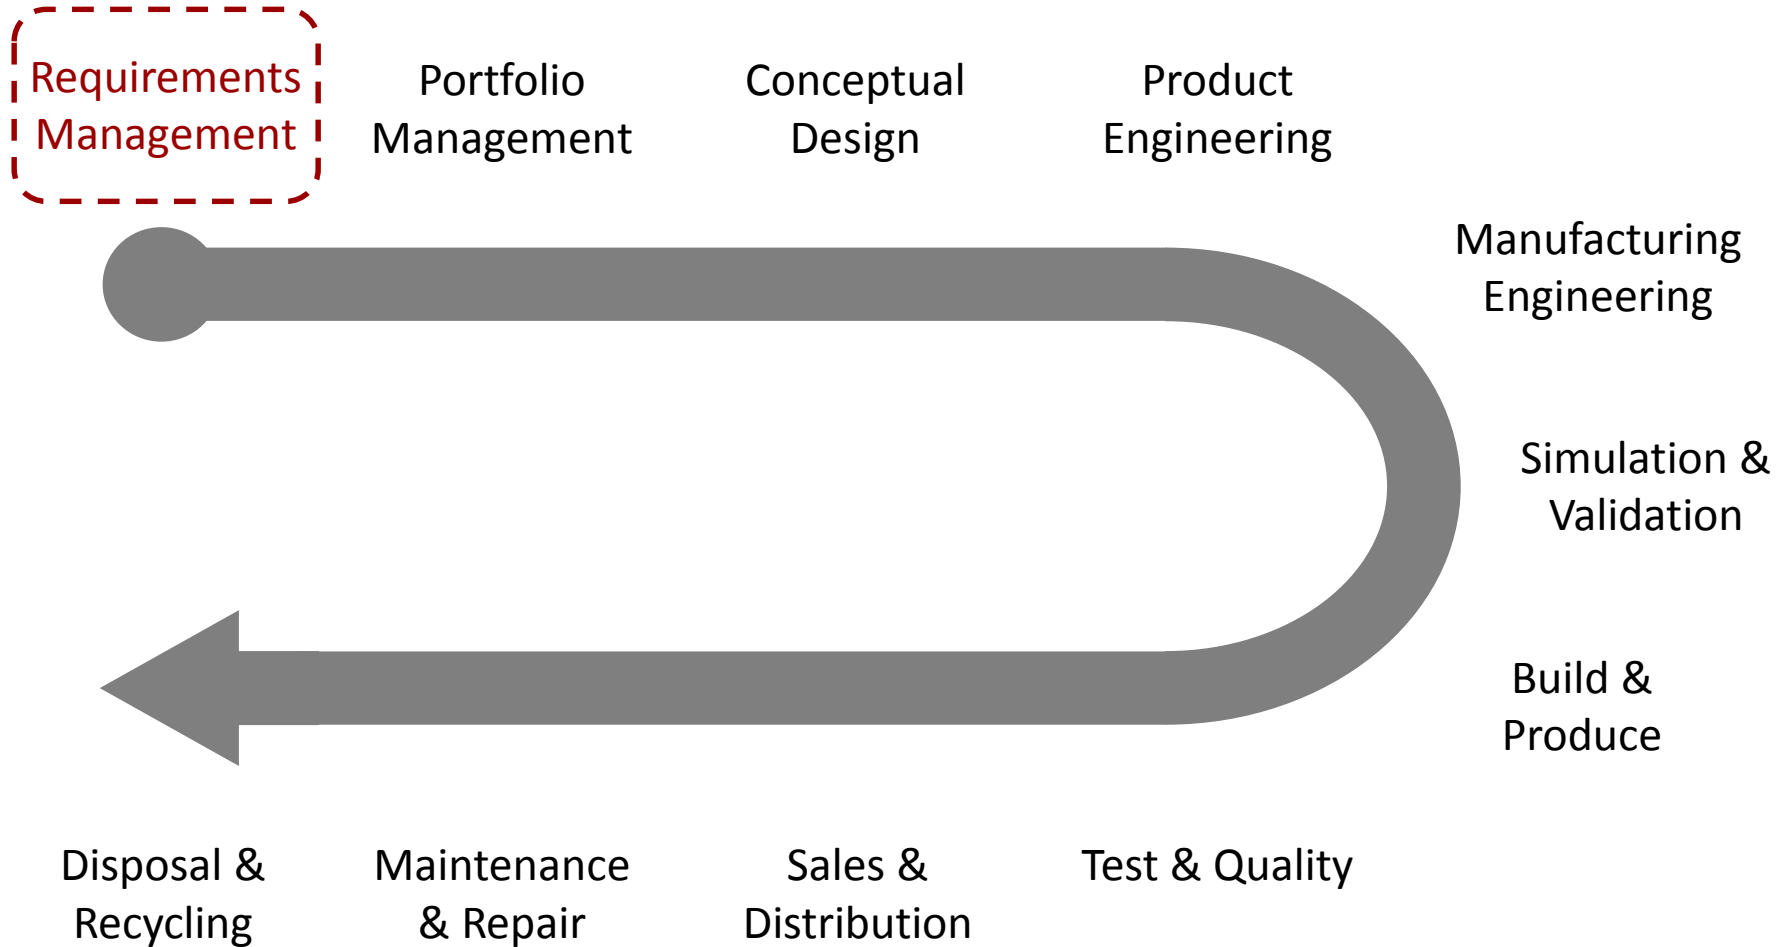 Requirements
Management
Portfolio
Management
Conceptual
Design
Product
Engineering
Manufacturing
Engineering
Simulation &
Validation
Build &
Produce
Test & Quality
Sales &
Distribution
Maintenance
& Repair
Disposal &
Recycling